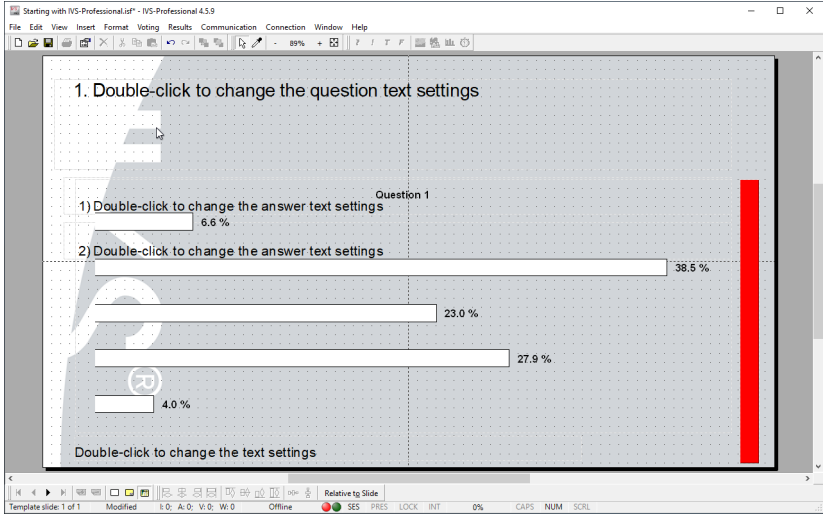 Starting with IVS-Professional.isf* - IVS-Professional 4.5.9
File Edit View Insert Format Voting Results Communication Connection Window Help
- 89% +
? ! T F
1. Double-click to change the question text settings
Question 1
1) Double-click to change the answer text settings
6.6 %
2) Double-click to change the answer text settings
38.5 %
23.0 %
27.9 %
®
4.0 %
Double-click to change the text settings
Relative to Slide
Template slide: 1 of 1 Modified I: 0; A: 0; V: 0; W: 0 Offline SES PRES LOCK INT 0% CAPS NUM SCRL